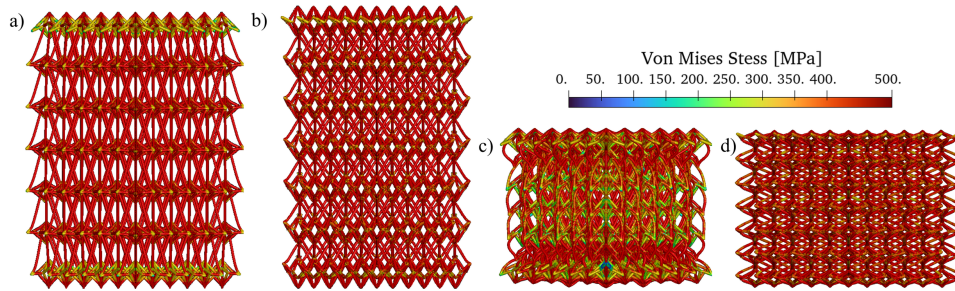 a)
b)
Von Mises Stess [MPa]
0. 50. 100. 150. 200. 250. 300. 350. 400. 500.
c)
d)